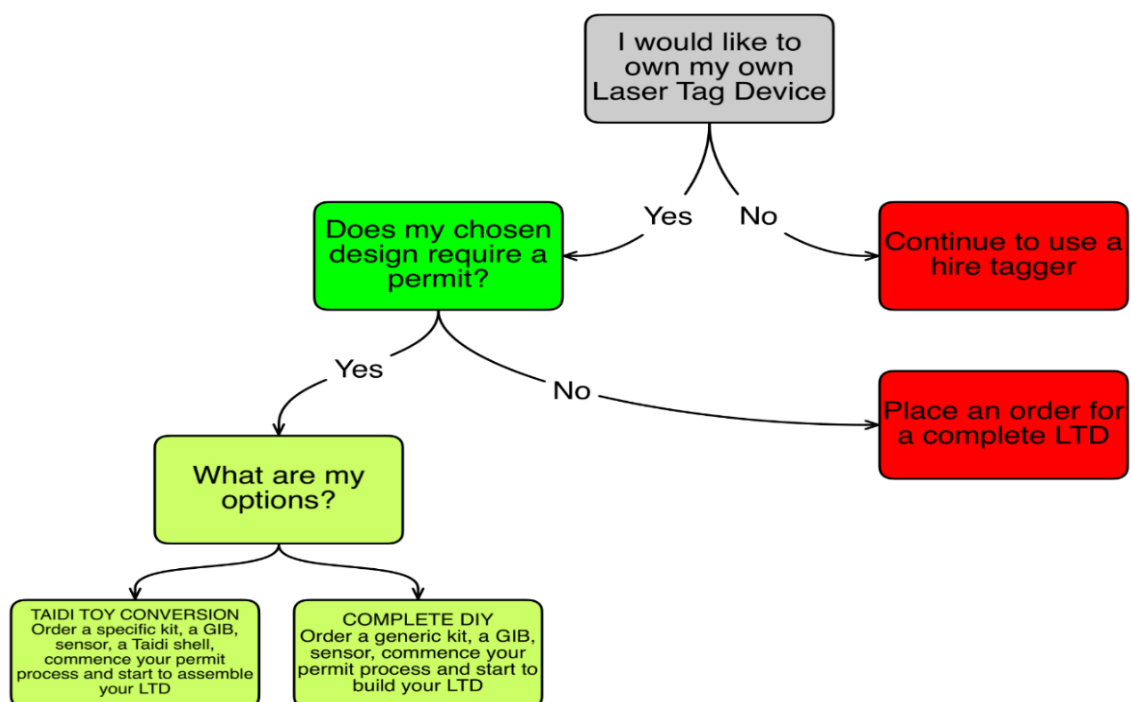 I would like to
own my own
Laser Tag Device
Yes
No
Does my chosen
design require a
permit?
Continue to use a
hire tagger
Yes
No
Place an order for
a complete LTD
What are my
options?
TAIDI TOY CONVERSION
Order a specific kit, a GIB,
sensor, a Taidi shell,
commence your permit
process and start to assemble
your LTD
COMPLETE DIY
Order a generic kit, a GIB,
sensor, commence your
permit process and start to
build your LTD